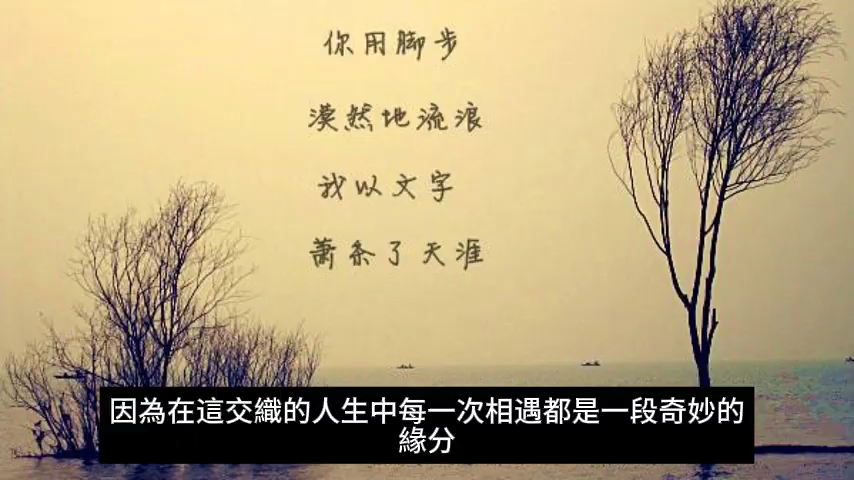 你用脚步
漠然地流浪
我以文字
萧条了天涯
因為在這交織的人生中每一次相遇都是一段奇妙的
緣分